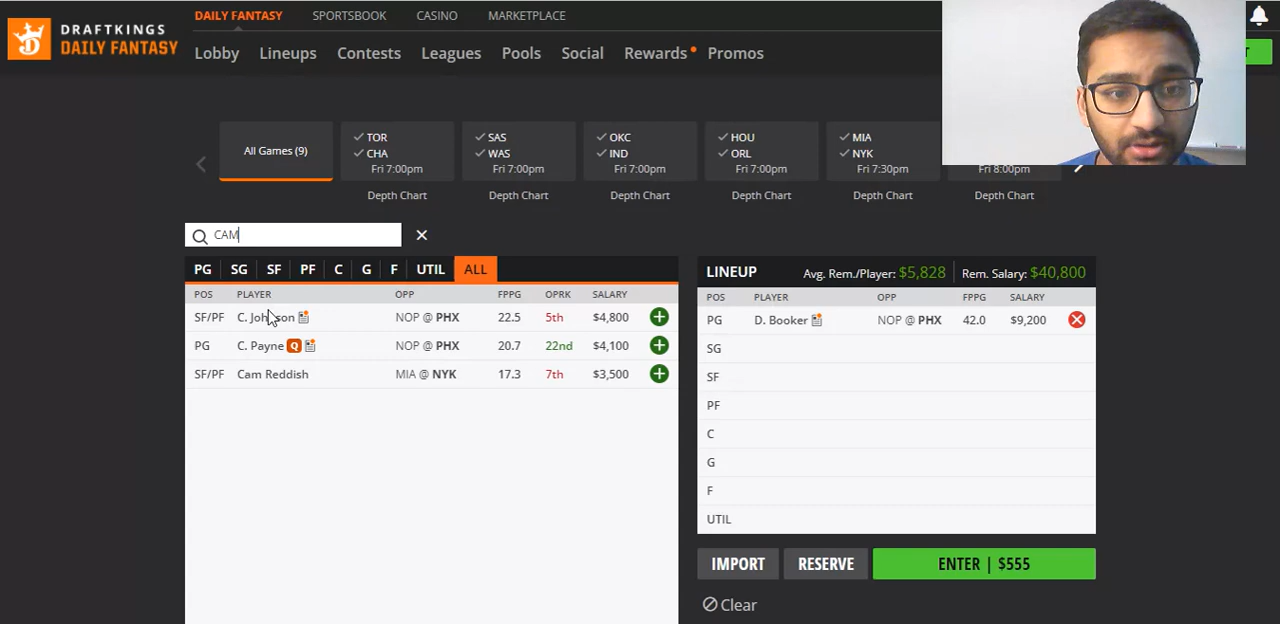 DAILY FANTASY SPORTSBOOK CASINO MARKETPLACE
DRAFTKINGS
DAILY FANTASY
Lobby Lineups Contests Leagues Pools Social Rewards Promos
All Games (9)
TOR
CHA
Fri 7:00pm
SAS
WAS
Fri 7:00pm
OKC
IND
Fri 7:00pm
HOU
ORL
Fri 7:00pm
MIA
NYK
Fri 7:30pm
Fri 8:00pm
Depth Chart Depth Chart Depth Chart Depth Chart Depth Chart Depth Chart
CAM
PG SG SF PF C G F UTIL ALL
POS PLAYER OPP FPPG OPRK SALARY
SF/PF C. Johnson NOP @ PHX 22.5 5th $4,800
PG C. Payne Q NOP @ PHX 20.7 22nd $4,100
SF/PF Cam Reddish MIA @ NYK 17.3 7th $3,500
LINEUP Avg. Rem./Player: $5,828 Rem. Salary: $40,800
POS PLAYER OPP FPPG SALARY
PG D. Booker NOP @ PHX 42.0 $9,200
SG
SF
PF
C
G
F
UTIL
IMPORT RESERVE ENTER | $555
Clear